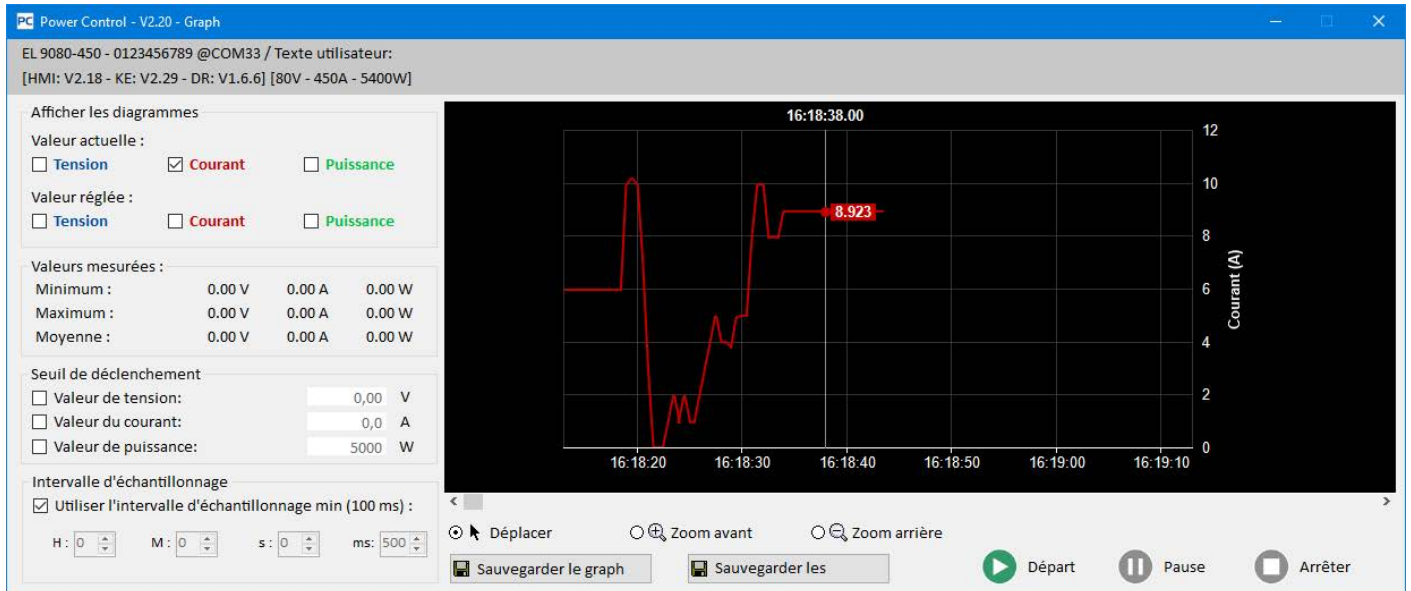 PC Power Control - V2.20 - Graph
EL 9080-450 - 0123456789 @COM33 / Texte utilisateur:
[HMI: V2.18 - KE: V2.29 - DR: V1.6.6] [80V - 450A - 5400W]
Afficher les diagrammes
Valeur actuelle :
Tension Courant Puissance
Valeur réglée :
Tension Courant Puissance
Valeurs mesurées :
Minimum : 0.00 V 0.00 A 0.00 W
Maximum : 0.00 V 0.00 A 0.00 W
Moyenne : 0.00 V 0.00 A 0.00 W
Seuil de déclenchement
Valeur de tension: 0,00 V
Valeur du courant: 0,0 A
Valeur de puissance: 5000 W
Intervalle d'échantillonnage
Utiliser l'intervalle d'échantillonnage min (100 ms) :
H : 0 M : 0 s : 0 ms: 500
16:18:38.00
12
10
8.923
8
6
4
2
0
Courant (A)
16:18:20 16:18:30 16:18:40 16:18:50 16:19:00 16:19:10
Déplacer Zoom avant Zoom arrière
Sauvegarder le graph Sauvegarder les Départ Pause Arrêter